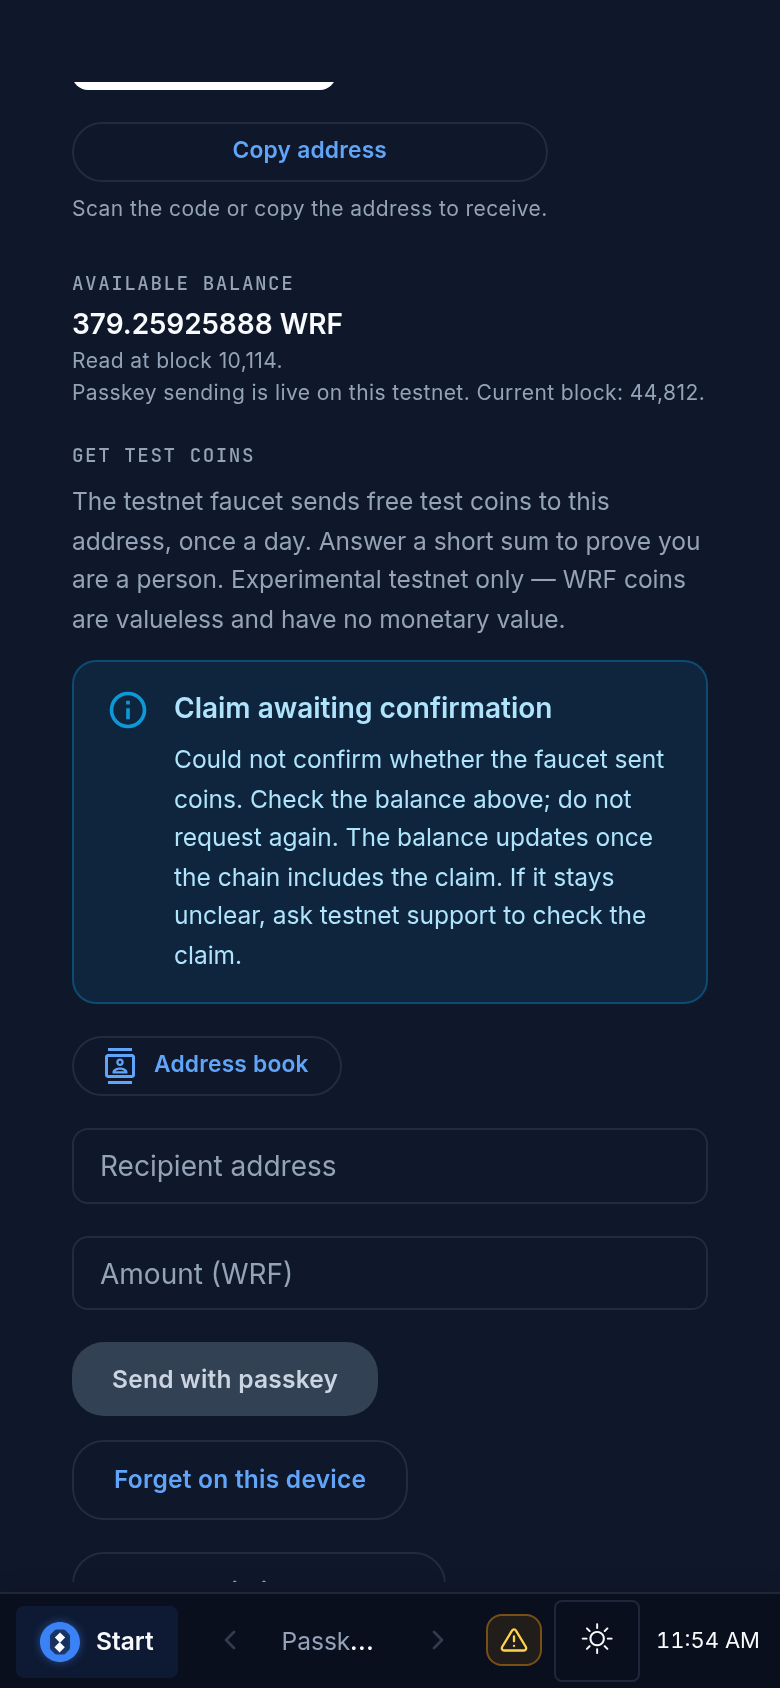 Copy address
Scan the code or copy the address to receive.
AVAILABLE BALANCE
379.25925888 WRF
Read at block 10,114.
Passkey sending is live on this testnet. Current block: 44,812.
GET TEST COINS
The testnet faucet sends free test coins to this
address, once a day. Answer a short sum to prove you
are a person. Experimental testnet only — WRF coins
are valueless and have no monetary value.
Claim awaiting confirmation
Could not confirm whether the faucet sent
coins. Check the balance above; do not
request again. The balance updates once
the chain includes the claim. If it stays
unclear, ask testnet support to check the
claim.
Address book
Recipient address
Amount (WRF)
Send with passkey
Forget on this device
Start
Passk...
11:54 AM